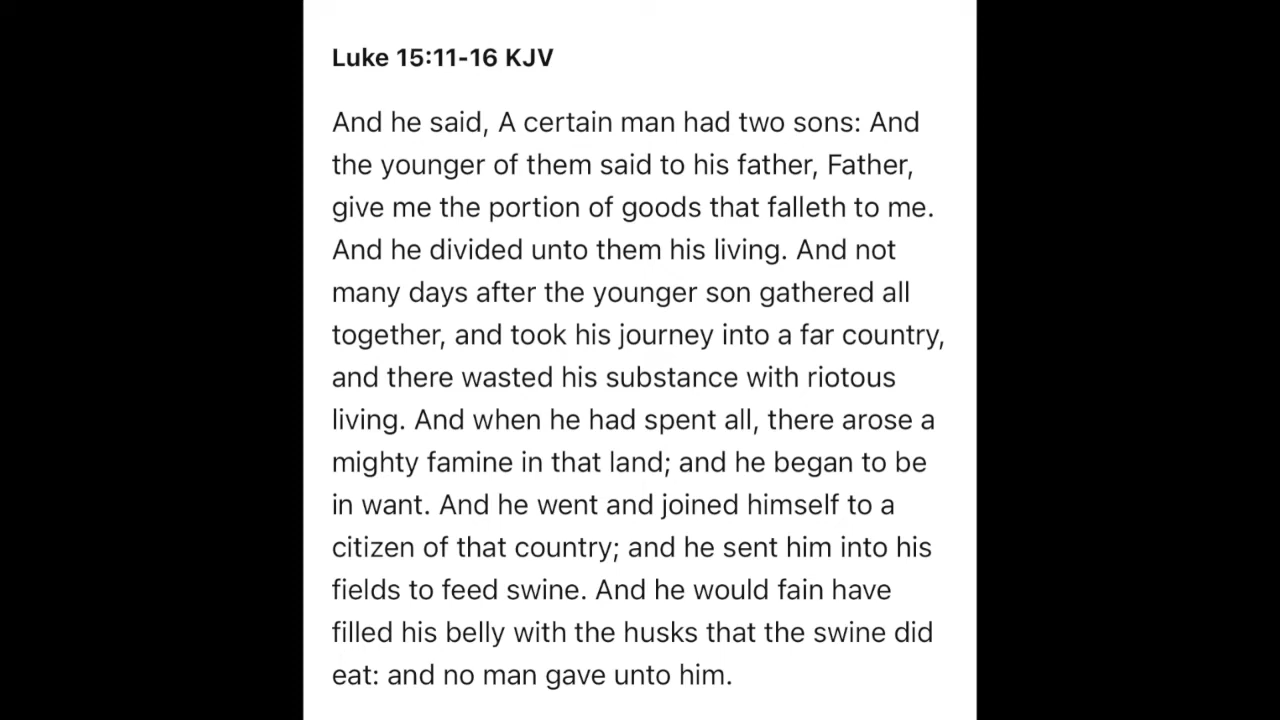 Luke 15:11-16 KJV
And he said, A certain man had two sons: And
the younger of them said to his father, Father,
give me the portion of goods that falleth to me.
And he divided unto them his living. And not
many days after the younger son gathered all
together, and took his journey into a far country,
and there wasted his substance with riotous
living. And when he had spent all, there arose a
mighty famine in that land; and he began to be
in want. And he went and joined himself to a
citizen of that country; and he sent him into his
fields to feed swine. And he would fain have
filled his belly with the husks that the swine did
eat: and no man gave unto him.